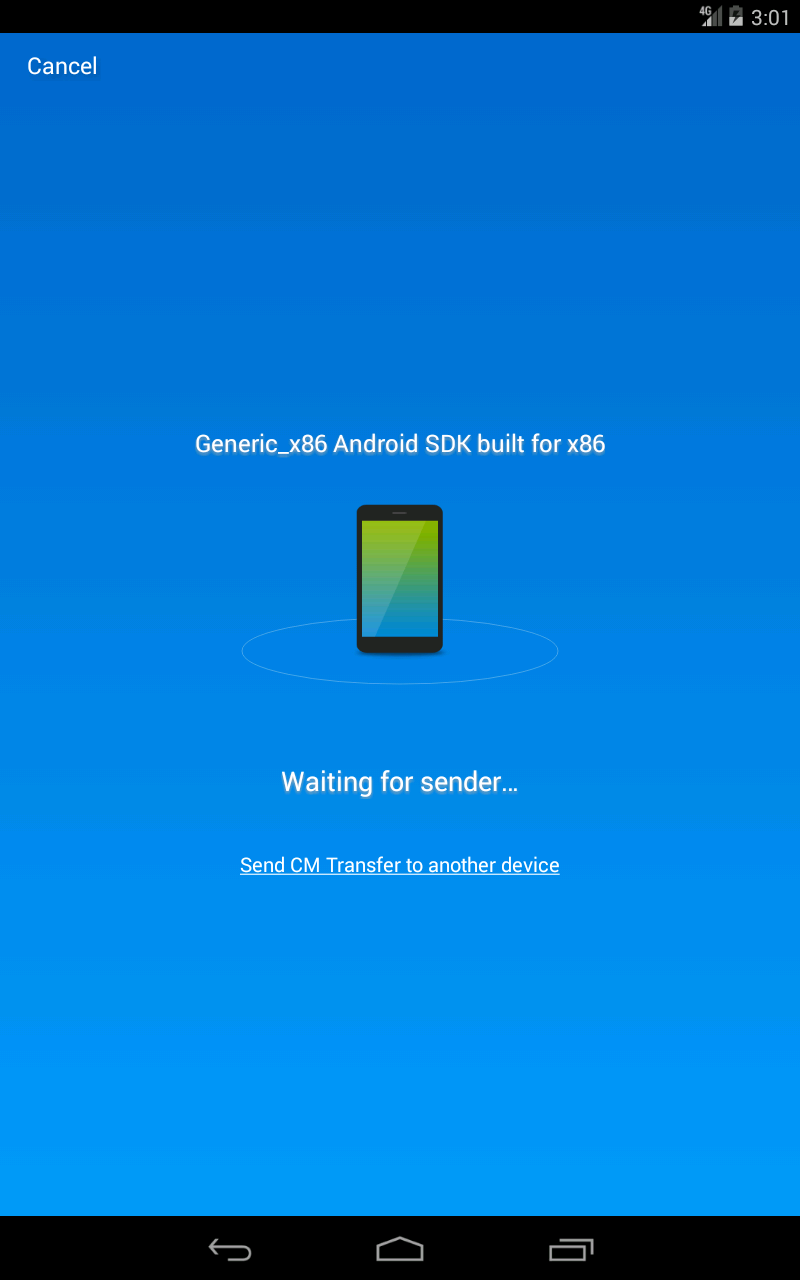 4G 3:01
Cancel
Generic_x86 Android SDK built for x86
Waiting for sender...
Send CM Transfer to another device